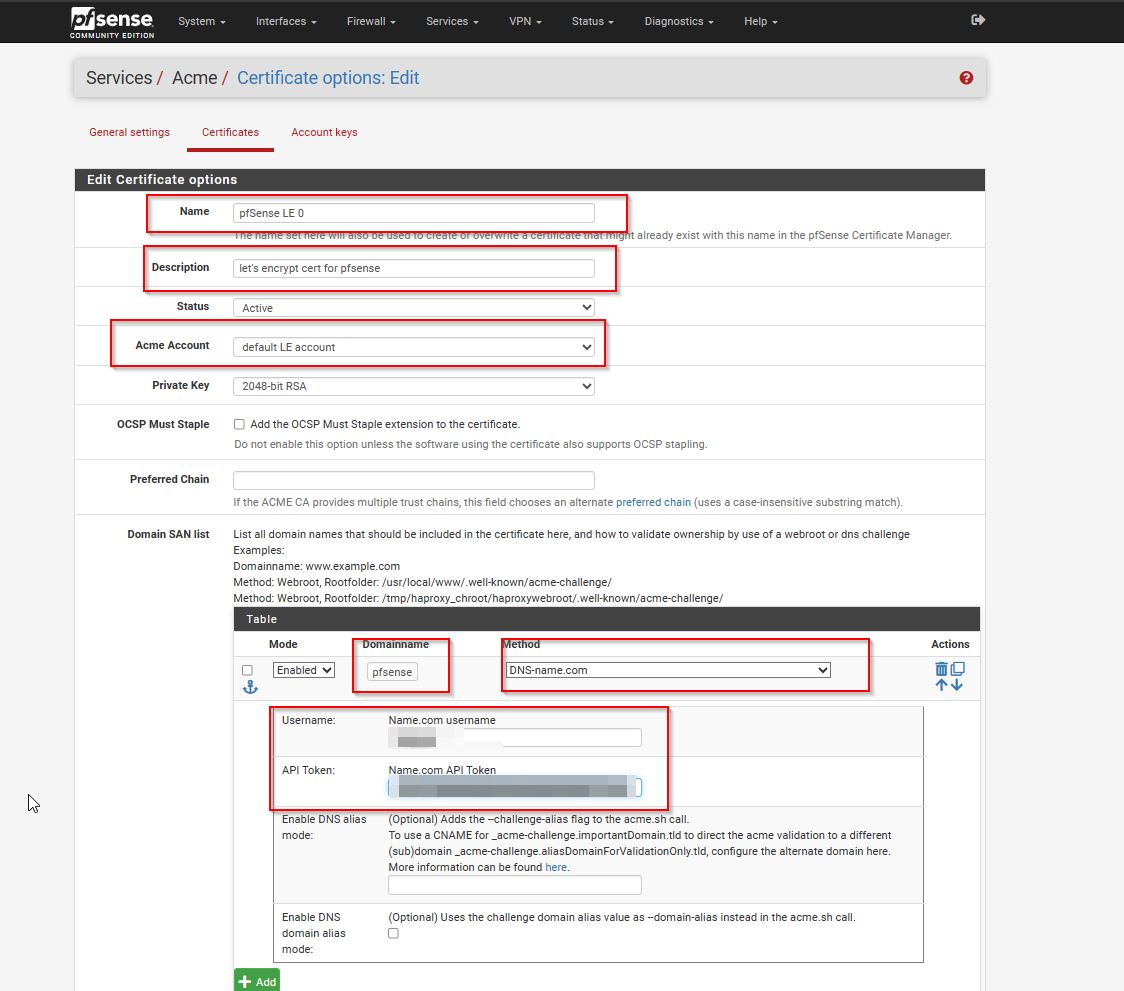 pfsense
COMMUNITY EDITION
System Interfaces Firewall Services VPN Status Diagnostics Help
Services / Acme / Certificate options: Edit
General settings Certificates Account keys
Edit Certificate options
Name pfSense LE 0
The name set here will also be used to create or overwrite a certificate that might already exist with this name in the pfSense Certificate Manager.
Description let's encrypt cert for pfsense
Status Active
Acme Account default LE account
Private Key 2048-bit RSA
OCSP Must Staple Add the OCSP Must Staple extension to the certificate.
Do not enable this option unless the software using the certificate also supports OCSP stapling.
Preferred Chain
If the ACME CA provides multiple trust chains, this field chooses an alternate preferred chain (uses a case-insensitive substring match).
Domain SAN list List all domain names that should be included in the certificate here, and how to validate ownership by use of a webroot or dns challenge
Examples:
Domainname: www.example.com
Method: Webroot, Rootfolder: /usr/local/www/.well-known/acme-challenge/
Method: Webroot, Rootfolder: /tmp/haproxy_chroot/haproxywebroot/.well-known/acme-challenge/
Table
Mode Domainname Method Actions
Enabled pfsense DNS-name.com
Username: Name.com username
API Token: Name.com API Token
Enable DNS alias (Optional) Adds the --challenge-alias flag to the acme.sh call.
mode: To use a CNAME for _acme-challenge.importantDomain.tld to direct the acme validation to a different
(sub)domain _acme-challenge.aliasDomainForValidationOnly.tld, configure the alternate domain here.
More information can be found here.
Enable DNS (Optional) Uses the challenge domain alias value as --domain-alias instead in the acme.sh call.
domain alias
mode:
Add